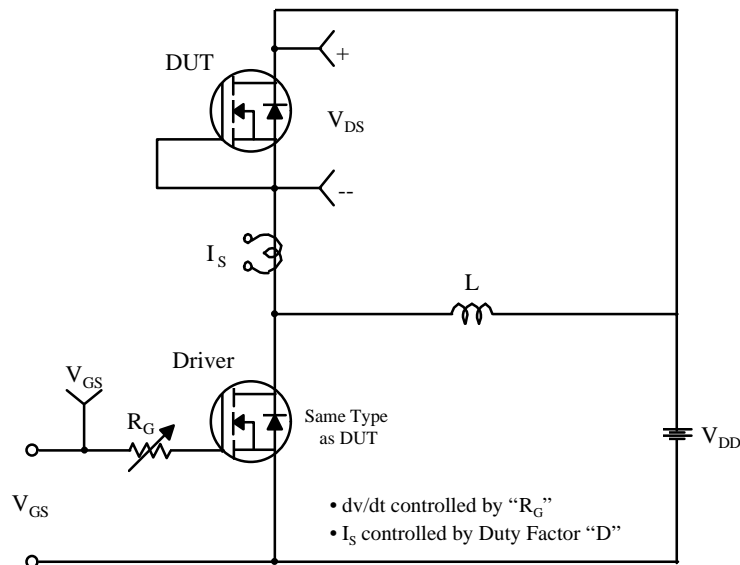 DUT
+
V_DS
--
I_S
L
Driver
V_GS
R_G
Same Type
as DUT
V_DD
V_GS
• dv/dt controlled by “R_G”
• I_S controlled by Duty Factor “D”